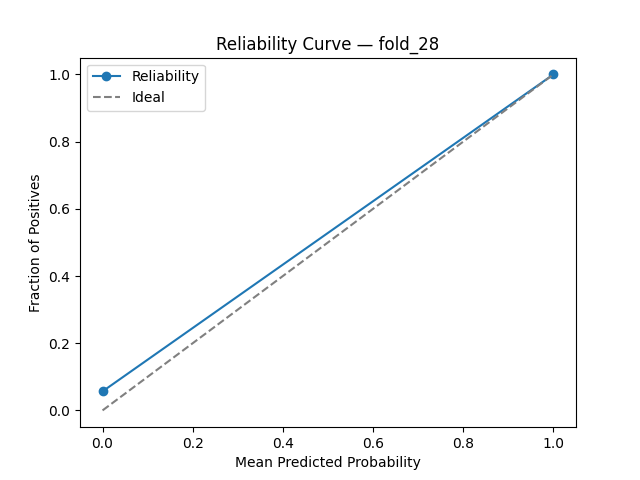 Reliability Curve — fold_28
Reliability
Ideal
Fraction of Positives
1.0
0.8
0.6
0.4
0.2
0.0
0.0 0.2 0.4 0.6 0.8 1.0
Mean Predicted Probability